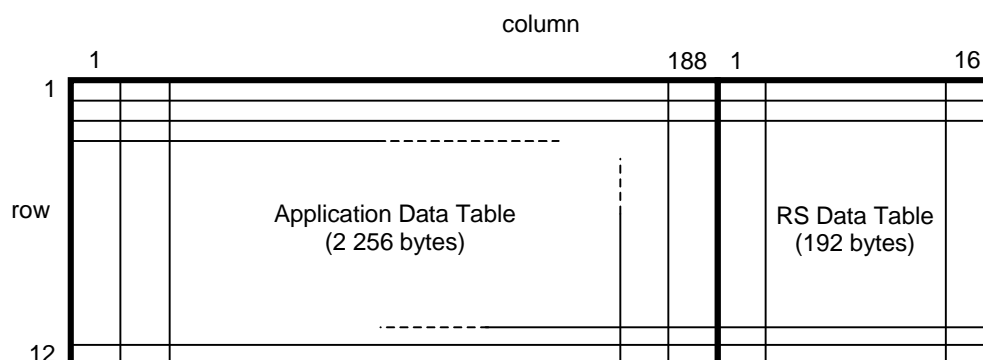 column
1 188 1 16
1
row
Application Data Table
(2 256 bytes)
RS Data Table
(192 bytes)
12